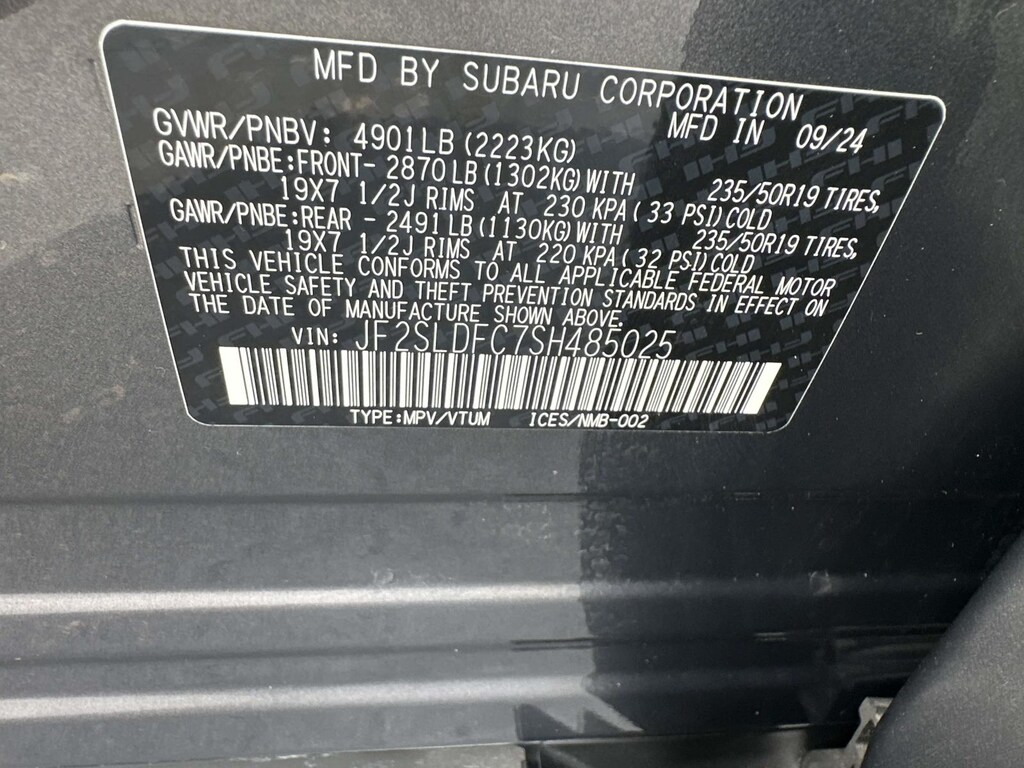 MFD BY SUBARU CORPORATION
MFD IN 09/24
GVWR/PNBV: 4901LB(2223KG)
GAWR/PNBE:FRONT- 2870LB(1302KG)WITH 235/50R19 TIRES,
19X7 1/2J RIMS AT 230 KPA(33 PSI)COLD
GAWR/PNBE:REAR - 2491LB(1130KG)WITH 235/50R19 TIRES,
19X7 1/2J RIMS AT 220 KPA(32 PSI)COLD
THIS VEHICLE CONFORMS TO ALL APPLICABLE FEDERAL MOTOR
VEHICLE SAFETY AND THEFT PREVENTION STANDARDS IN EFFECT ON
THE DATE OF MANUFACTURE SHOWN ABOVE.
VIN: JF2SLDFC7SH485025
TYPE:MPV/VTUM ICES/NMB-002